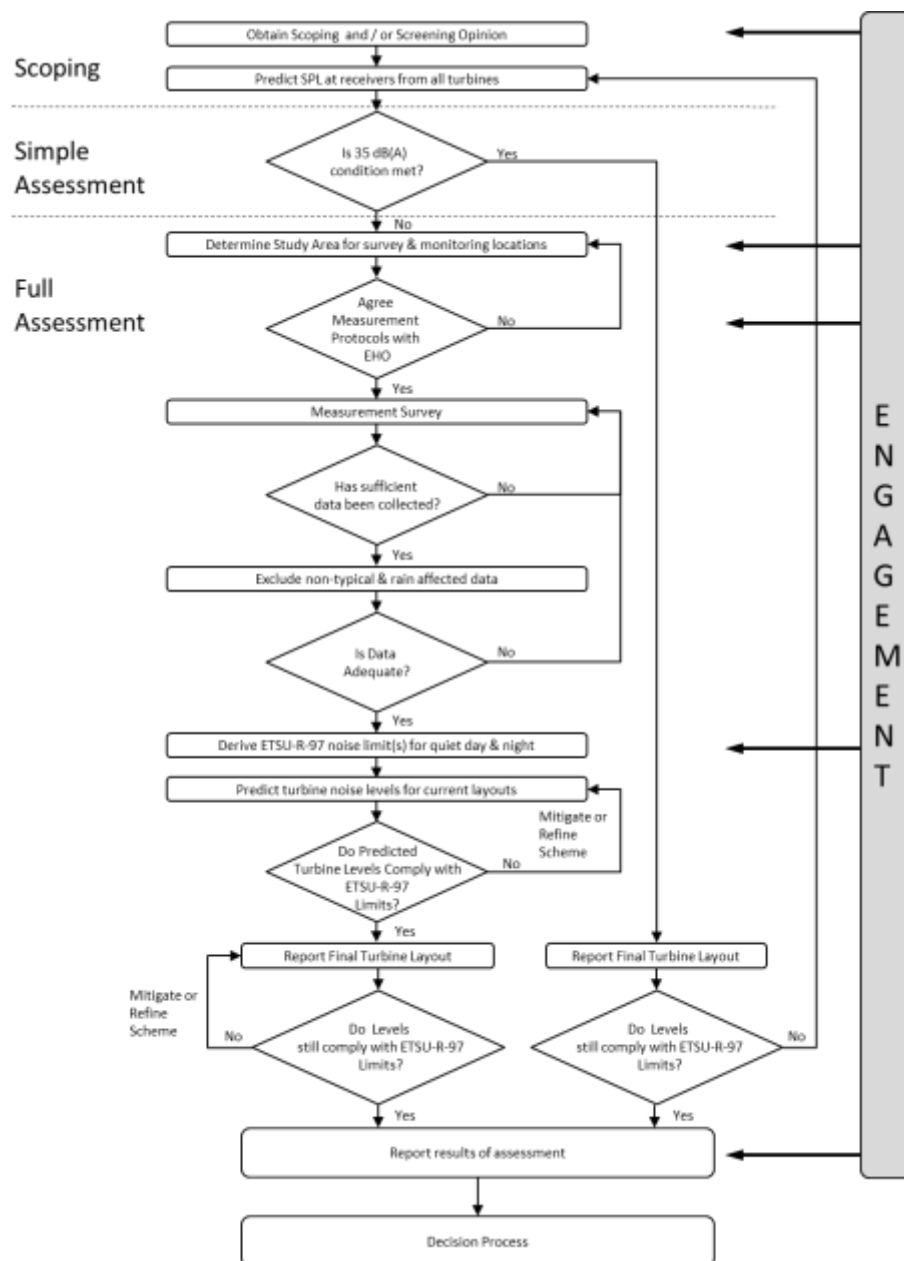 Obtain Scoping and / or Screening Opinion
Scoping
Predict SPL at receivers from all turbines
Simple
Assessment
Is 35 dB(A)
condition met?
Yes
No
Determine Study Area for survey & monitoring locations
Full
Assessment
Agree
Measurement
Protocols with
EHO
No
Yes
Measurement Survey
Has sufficient
data been collected?
No
Yes
Exclude non-typical & rain affected data
Is Data
Adequate?
No
Yes
Derive ETSU-R-97 noise limit(s) for quiet day & night
Predict turbine noise levels for current layouts
Mitigate or
Refine
Scheme
Do Predicted
Turbine Levels Comply with
ETSU-R-97
Limits?
No
Yes
Report Final Turbine Layout
Mitigate or
Refine
Scheme
No
Do Levels
still comply with ETSU-R-97
Limits?
Yes
Report Final Turbine Layout
Do Levels
still comply with ETSU-R-97
Limits?
No
Yes
Report results of assessment
Decision Process
E
N
G
A
G
E
M
E
N
T